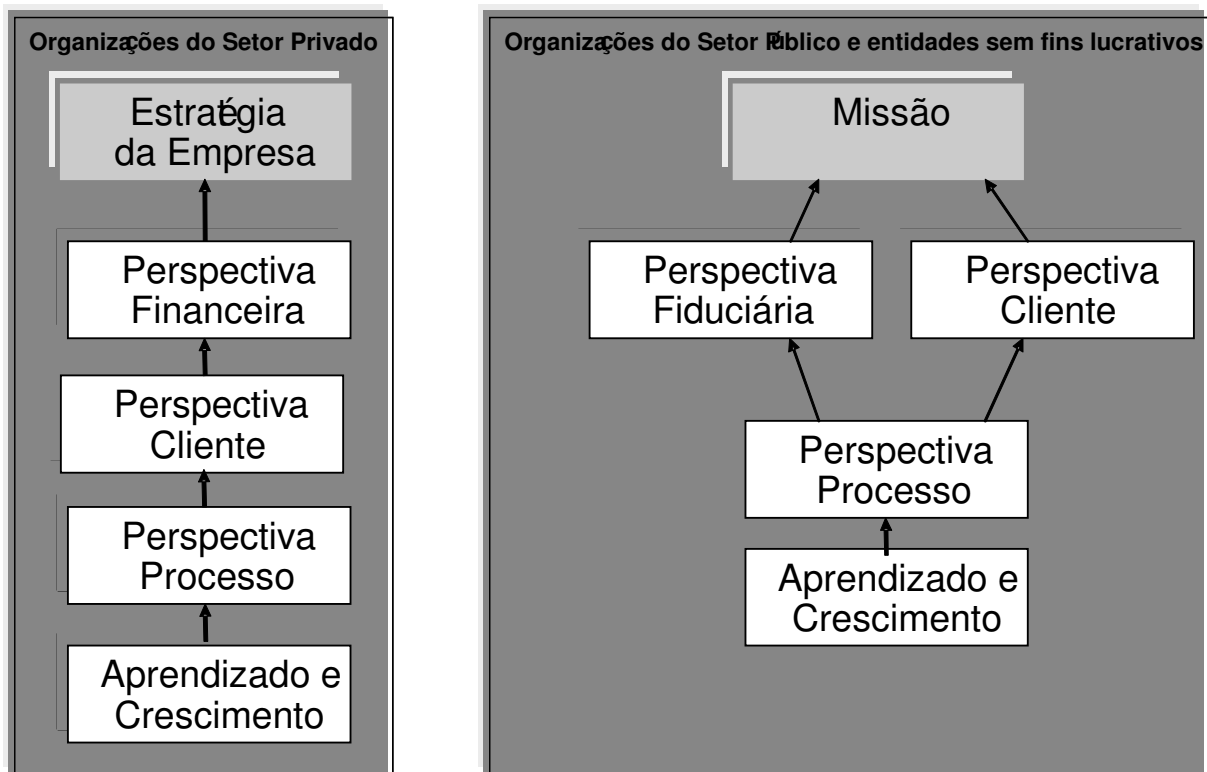 Organizações do Setor Privado
Estratégia
da Empresa
Perspectiva
Financeira
Perspectiva
Cliente
Perspectiva
Processo
Aprendizado e
Crescimento
Organizações do Setor Público e entidades sem fins lucrativos
Missão
Perspectiva
Fiduciária
Perspectiva
Cliente
Perspectiva
Processo
Aprendizado e
Crescimento